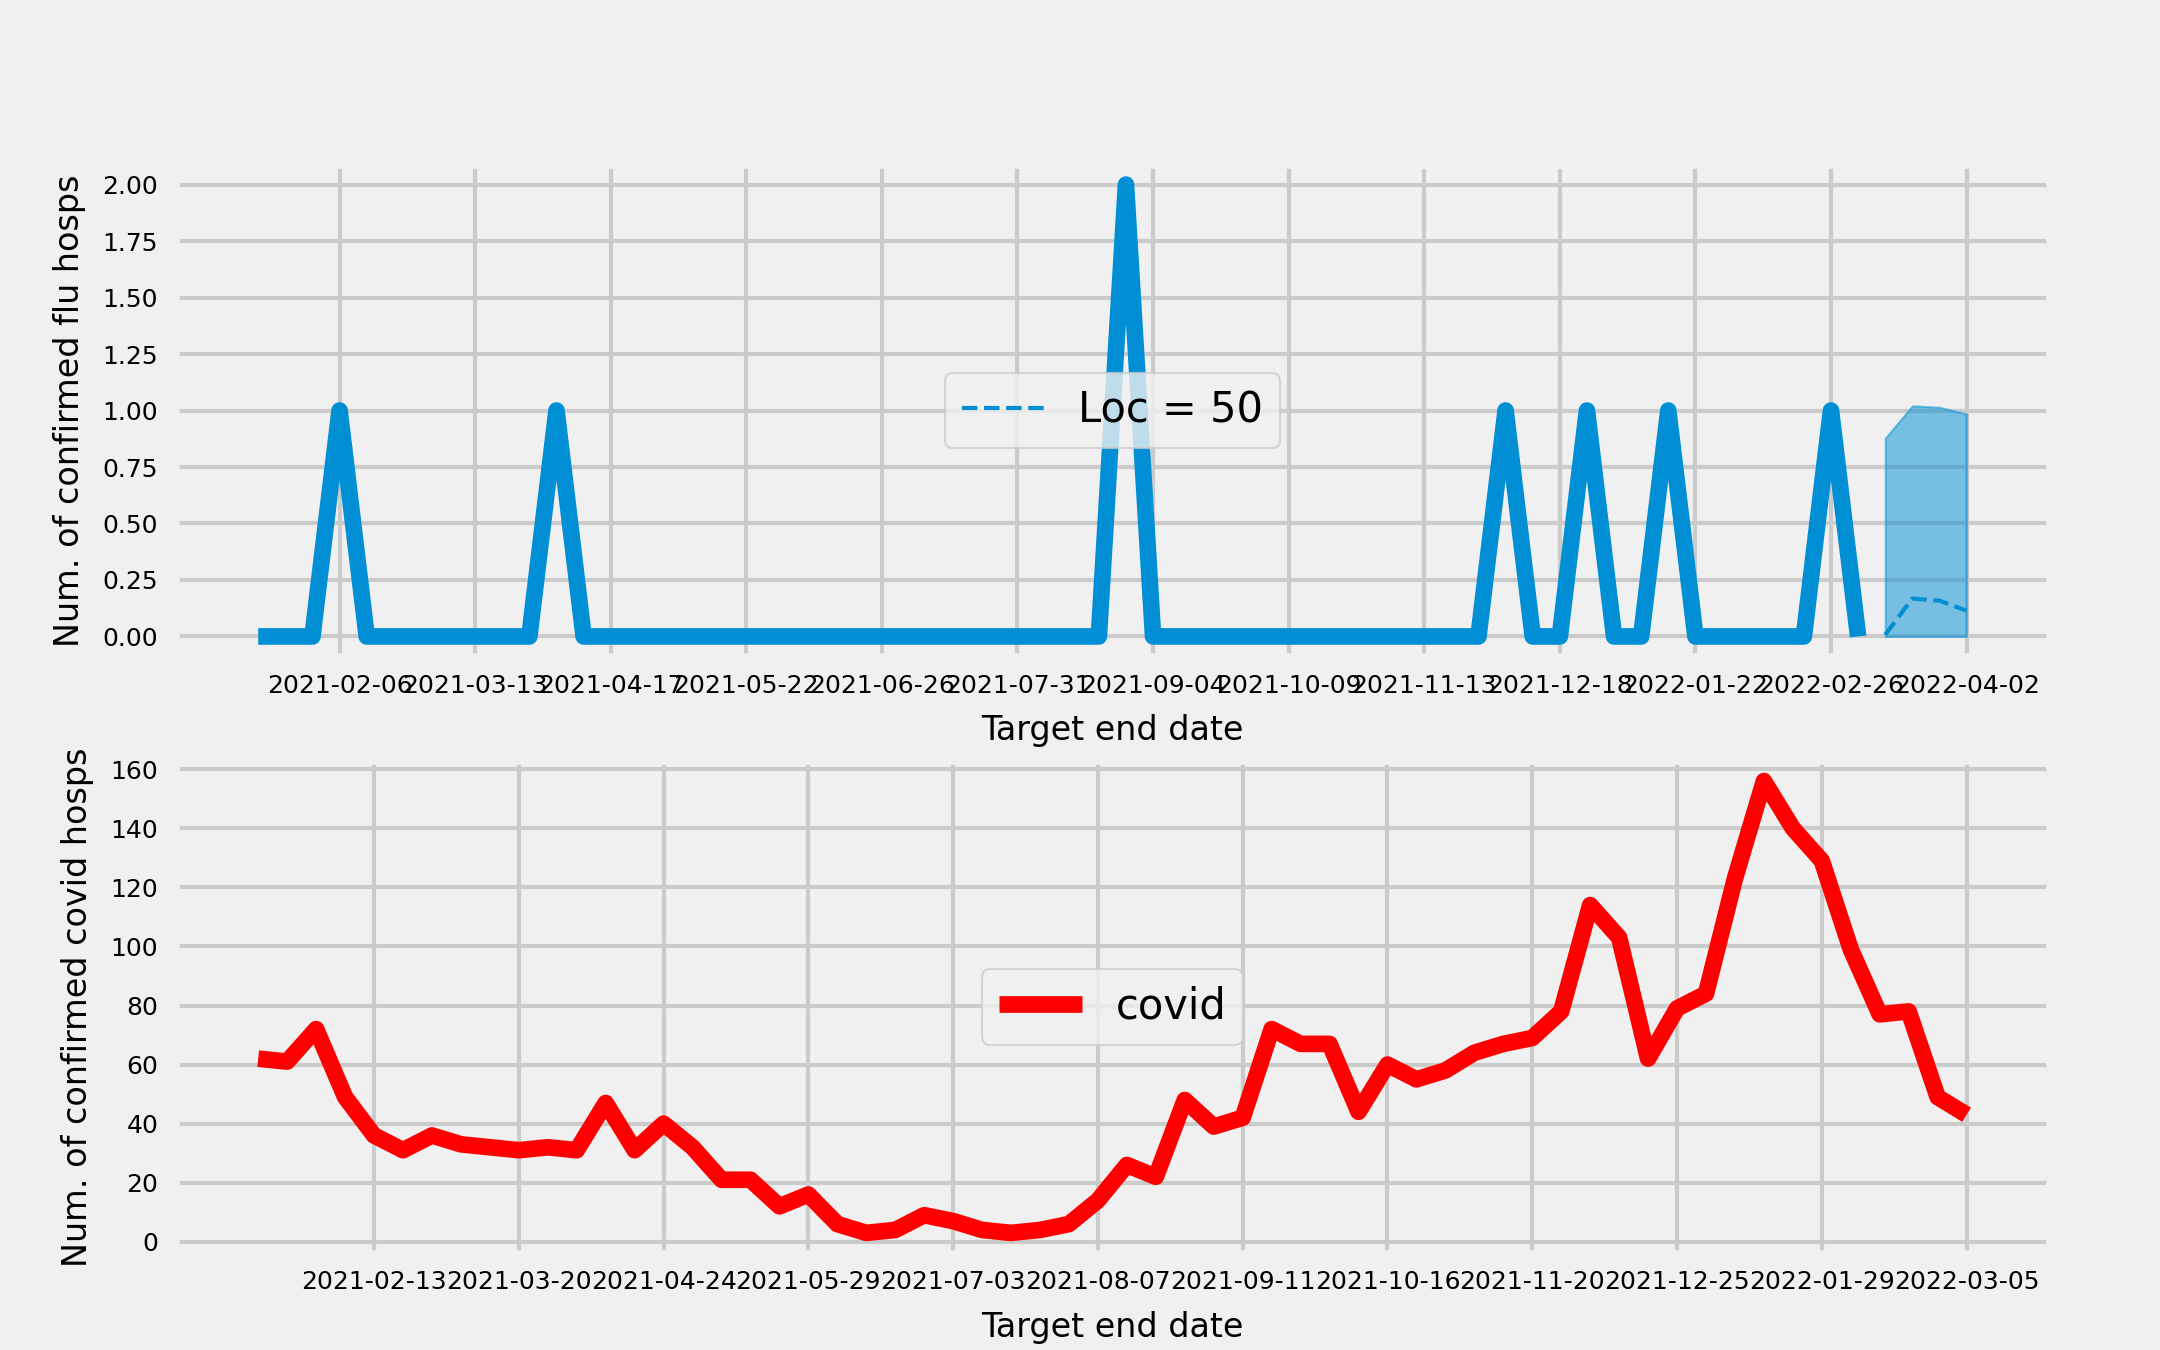 Num. of confirmed flu hosps
2.00
1.75
1.50
1.25
1.00
0.75
0.50
0.25
0.00
Loc = 50
2021-02-06 2021-03-13 2021-04-17 2021-05-22 2021-06-26 2021-07-31 2021-09-04 2021-10-09 2021-11-13 2021-12-18 2022-01-22 2022-02-26 2022-04-02
Target end date
Num. of confirmed covid hosps
160
140
120
100
80
60
40
20
0
covid
2021-02-13 2021-03-20 2021-04-24 2021-05-29 2021-07-03 2021-08-07 2021-09-11 2021-10-16 2021-11-20 2021-12-25 2022-01-29 2022-03-05
Target end date